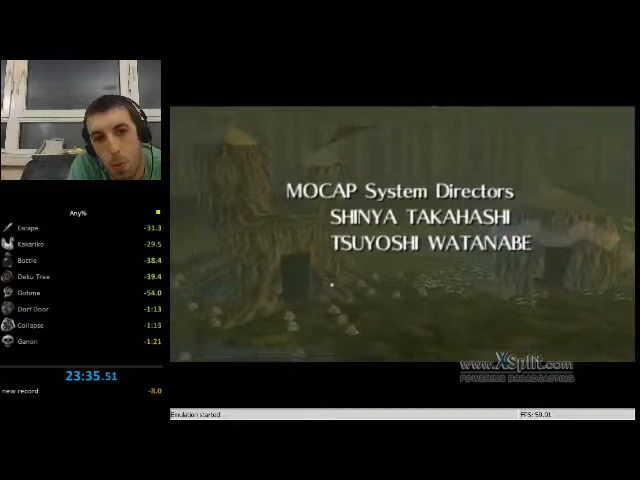 Any%
Escape -31.3
Kakariko -29.5
Bottle -38.4
Deku Tree -39.4
Gohma -54.0
Dorf Door -1:13
Collapse -1:13
Ganon -1:21
23:35.51
new record -8.0
MOCAP System Directors
SHINYA TAKAHASHI
TSUYOSHI WATANABE
www.XSplit.com
POWERING BROADCASTING
Emulation started
FPS: 58.01